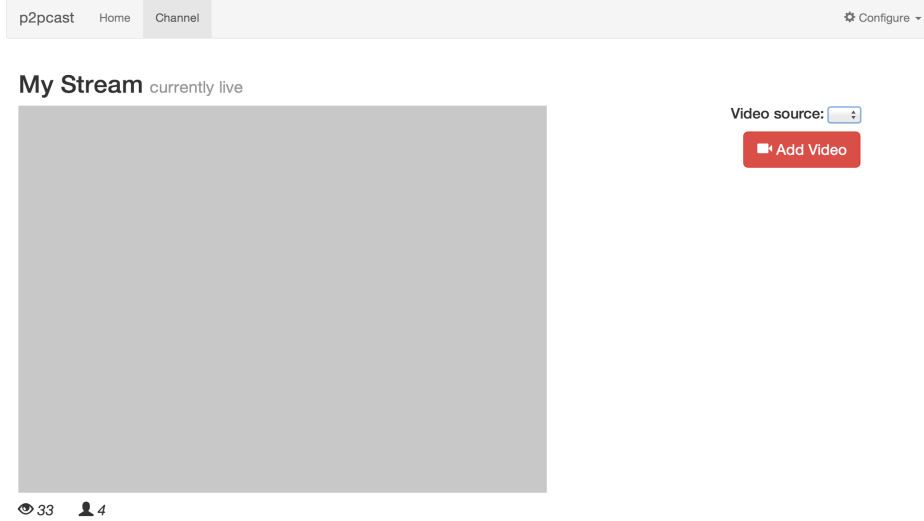 p2pcast Home Channel Configure
My Stream currently live
Video source:
Add Video
33 4